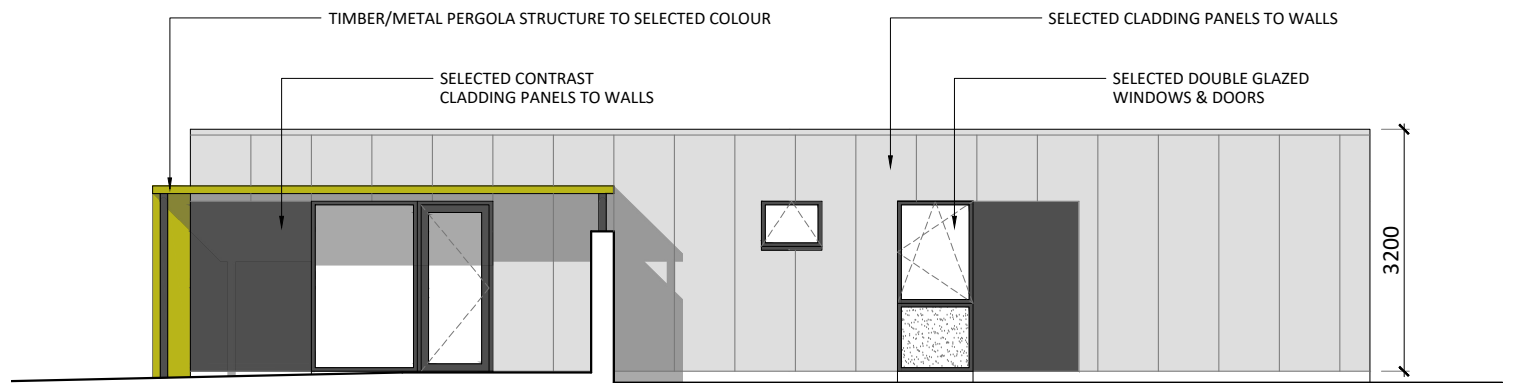 TIMBER/METAL PERGOLA STRUCTURE TO SELECTED COLOUR
SELECTED CLADDING PANELS TO WALLS
SELECTED CONTRAST
CLADDING PANELS TO WALLS
SELECTED DOUBLE GLAZED
WINDOWS & DOORS
3200